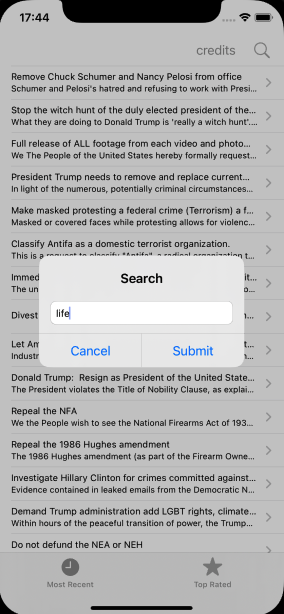 17:44
credits
Remove Chuck Schumer and Nancy Pelosi from office
Schumer and Pelosi's hatred and refusing to work with Presi...
Stop the witch hunt of the duly elected president of the...
What they are doing to Donald Trump is 'really a witch hunt'....
Full release of ALL footage from each video and photo...
We The People of the United States hereby formally request...
President Trump needs to remove and replace current...
In light of the numerous, potentially criminal circumstances...
Make masked protesting a federal crime (Terrorism) a f...
Masked or covered faces while protesting allows for violenc...
Classify Antifa as a domestic terrorist organization.
This is a request to classify "Antifa", a radical organization t...
Immed
it...
The un
Search
life
Divest
Cancel
Submit
Let Am
Industr
Donald Trump: Resign as President of the United State...
The President violates the Title of Nobility Clause, as explai...
Repeal the NFA
We the People wish to see the National Firearms Act of 193...
Repeal the 1986 Hughes amendment
The 1986 Hughes amendment (as part of the Firearm Owne...
Investigate Hillary Clinton for crimes committed against...
Evidence contained in leaked emails from the Democratic N...
Demand Trump administration add LGBT rights, climate...
Within hours of the peaceful transition of power, the Trump...
Do not defund the NEA or NEH
Most Recent
Top Rated